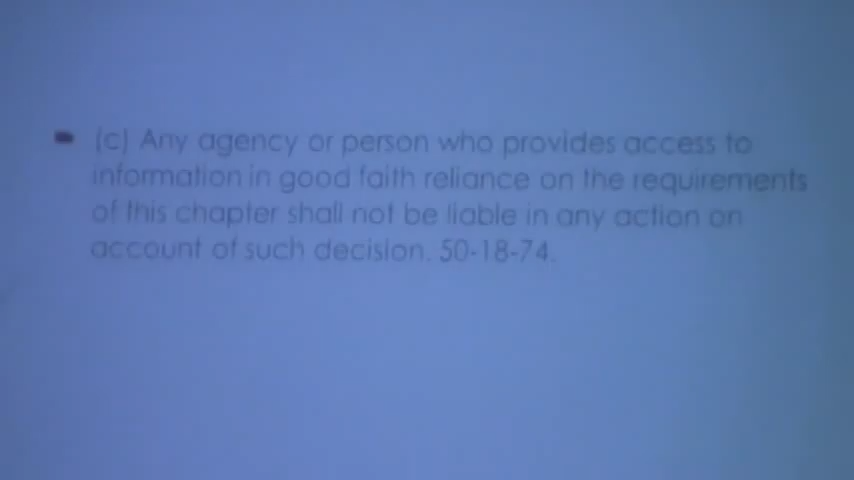 (c) Any agency or person who provides access to
information in good faith reliance on the requirements
of this chapter shall not be liable in any action on
account of such decision. 50-18-74.